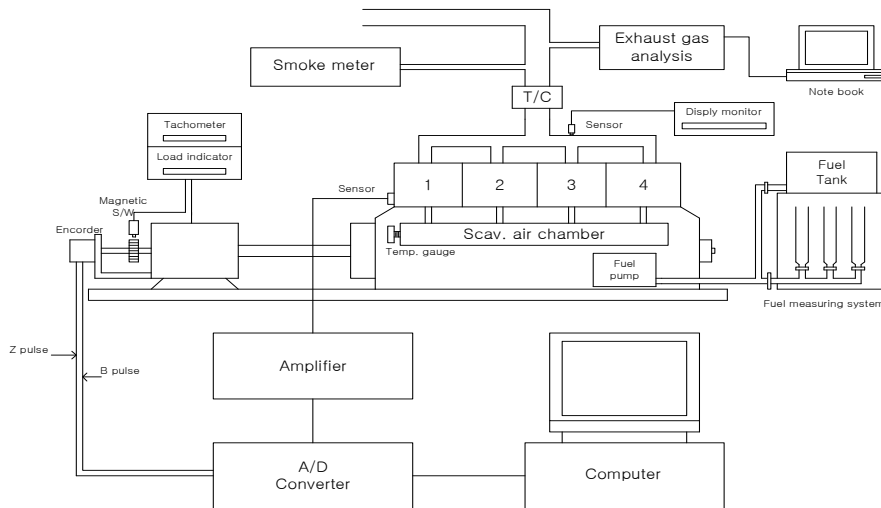 Smoke meter
Exhaust gas
analysis
Note book
T/C
Sensor
Disply monitor
Tachometer
Load indicator
Magnetic
S/W
Sensor
1
2
3
4
Fuel
Tank
Encorder
Scav. air chamber
Temp. gauge
Fuel
pump
Fuel measuring system
Z pulse
B pulse
Amplifier
A/D
Converter
Computer